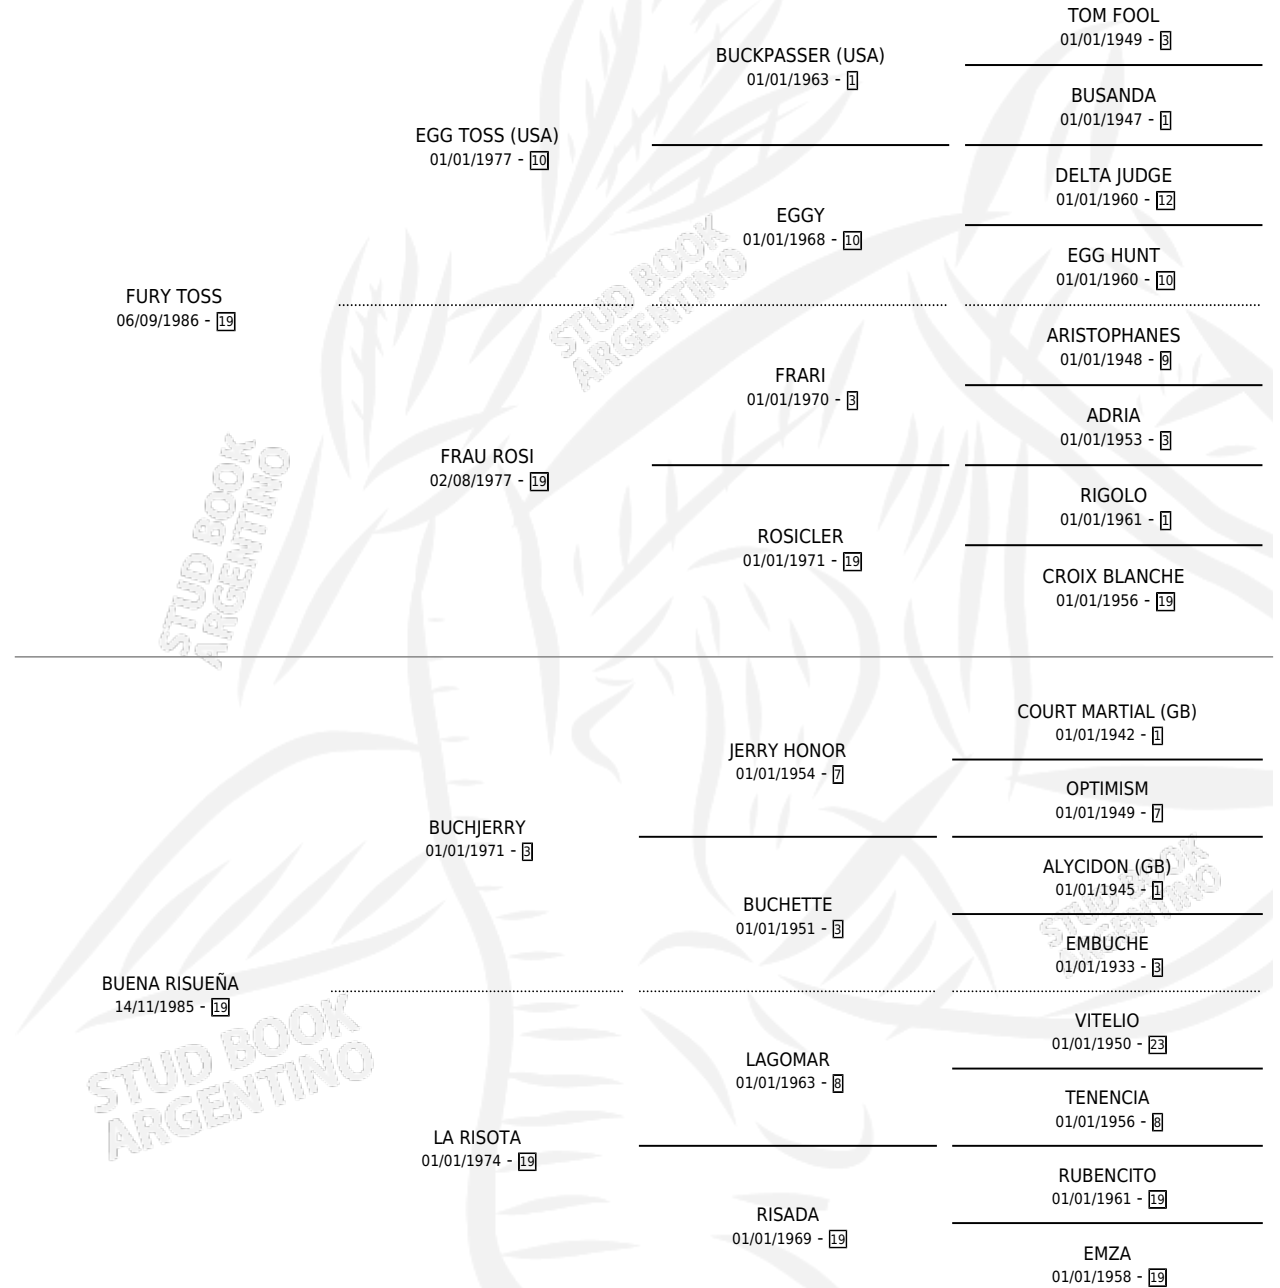 TOM FOOL
01/01/1949 - 3
BUCKPASSER (USA)
01/01/1963 - 1
BUSANDA
01/01/1947 - 1
EGG TOSS (USA)
01/01/1977 - 10
DELTA JUDGE
01/01/1960 - 12
EGGY
01/01/1968 - 10
EGG HUNT
01/01/1960 - 10
FURY TOSS
06/09/1986 - 19
ARISTOPHANES
01/01/1948 - 9
FRARI
01/01/1970 - 3
ADRIA
01/01/1953 - 3
FRAU ROSI
02/08/1977 - 19
RIGOLO
01/01/1961 - 1
ROSICLER
01/01/1971 - 19
CROIX BLANCHE
01/01/1956 - 19
COURT MARTIAL (GB)
01/01/1942 - 1
JERRY HONOR
01/01/1954 - 7
OPTIMISM
01/01/1949 - 7
BUCHJERRY
01/01/1971 - 3
ALYCIDON (GB)
01/01/1945 - 1
BUCHETTE
01/01/1951 - 3
EMBUCHE
01/01/1933 - 3
BUENA RISUEÑA
14/11/1985 - 19
VITELIO
01/01/1950 - 23
LAGOMAR
01/01/1963 - 8
TENENCIA
01/01/1956 - 8
LA RISOTA
01/01/1974 - 19
RUBENCITO
01/01/1961 - 19
RISADA
01/01/1969 - 19
EMZA
01/01/1958 - 19
STUD BOOK
ARGENTINO
STUD BOOK
ARGENTINO
STUD BOOK
ARGENTINO
STUD BOOK
ARGENTINO